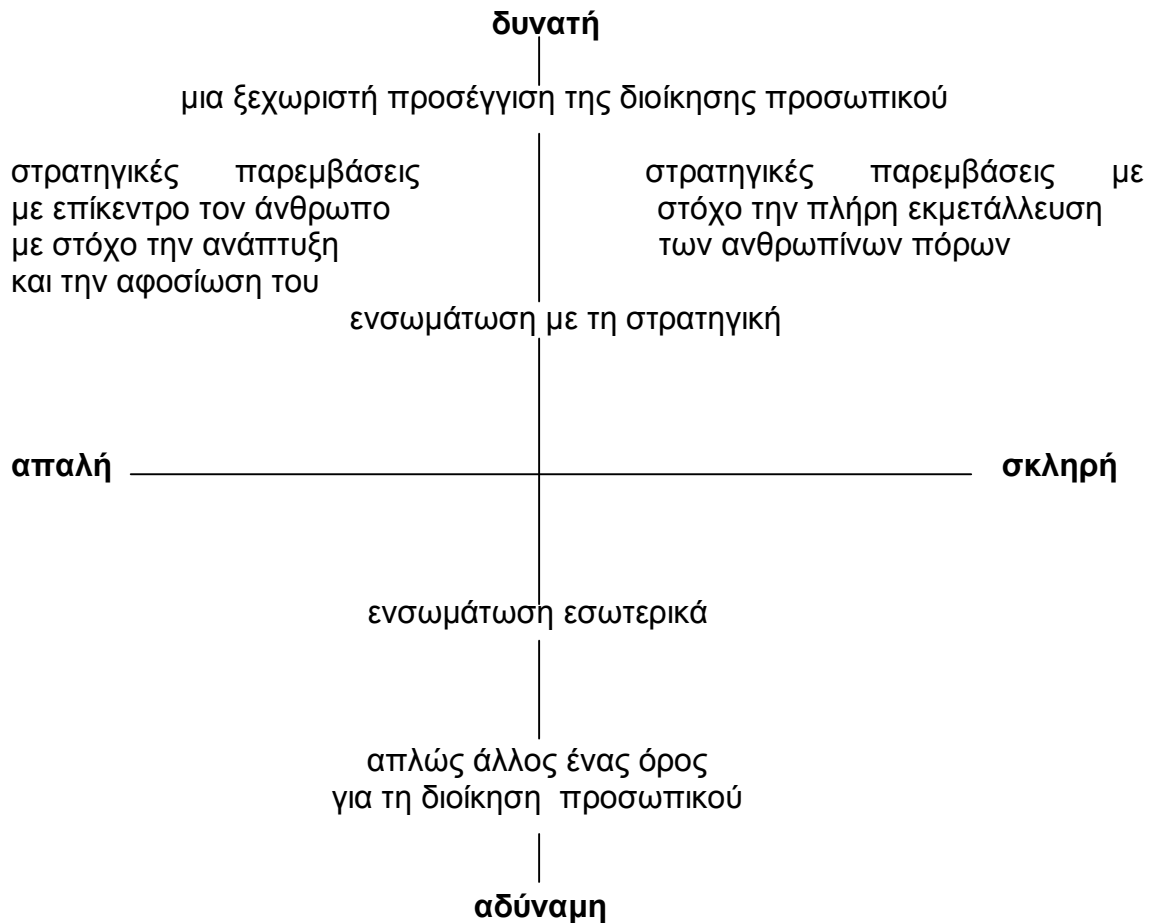 δυνατή
μια ξεχωριστή προσέγγιση της διοίκησης προσωπικού
στρατηγικές παρεμβάσεις
με επίκεντρο τον άνθρωπο
με στόχο την ανάπτυξη
και την αφοσίωση του
στρατηγικές παρεμβάσεις με
στόχο την πλήρη εκμετάλλευση
των ανθρωπίνων πόρων
ενσωμάτωση με τη στρατηγική
απαλή
σκληρή
ενσωμάτωση εσωτερικά
απλώς άλλος ένας όρος
για τη διοίκηση προσωπικού
αδύναμη